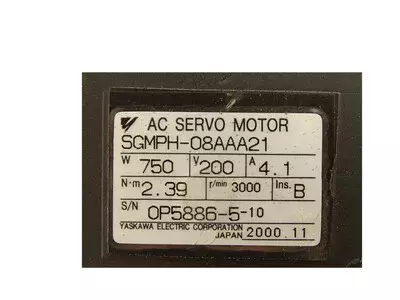 AC SERVO MOTOR
SGMPH-08AAA21
W 750 V 200 A 4.1
N·m 2.39 r/min 3000 Ins. B
S/N OP5886-5-10
YASKAWA ELECTRIC CORPORATION
JAPAN 2000.11